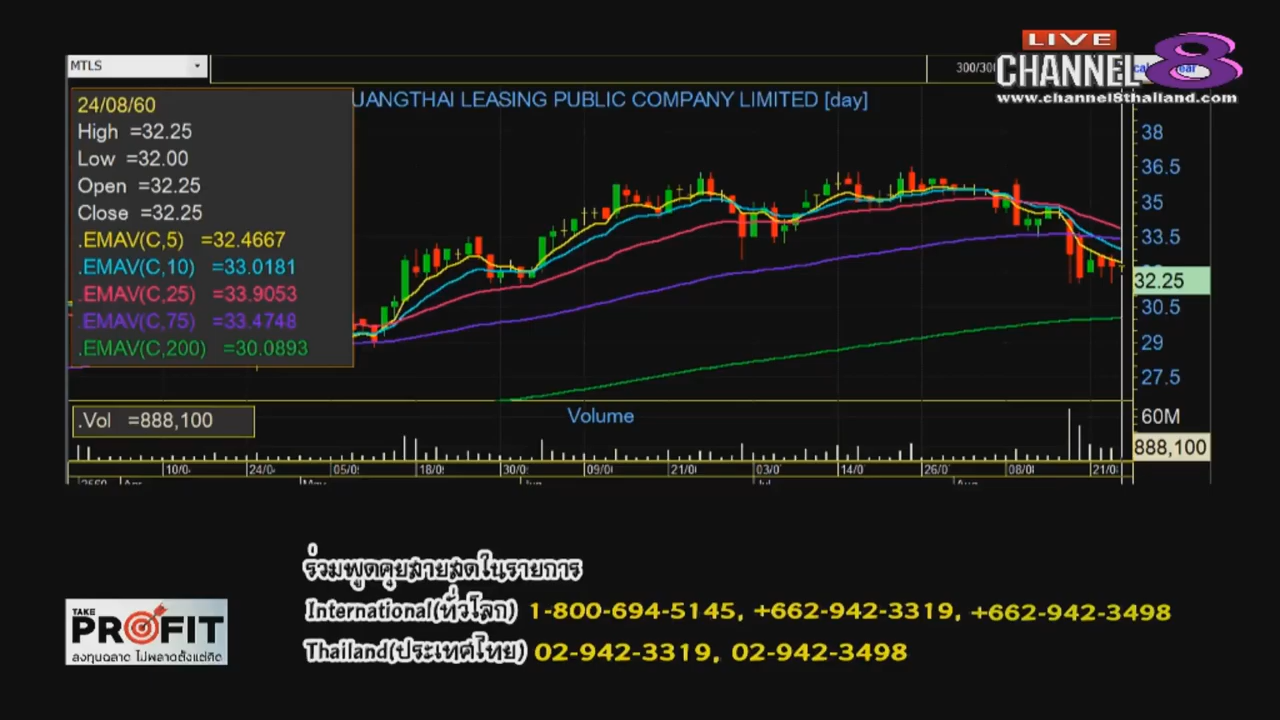 LIVE
CHANNEL 8
www.channel8thailand.com
MTLS
300/300
UANGTHAI LEASING PUBLIC COMPANY LIMITED [day]
24/08/60
High =32.25
Low =32.00
Open =32.25
Close =32.25
.EMAV(C,5) =32.4667
.EMAV(C,10) =33.0181
.EMAV(C,25) =33.9053
.EMAV(C,75) =33.4748
.EMAV(C,200) =30.0893
38
36.5
35
33.5
32.25
30.5
29
27.5
.Vol =888,100
Volume
60M
888,100
10/0 24/0 05/0 18/0 30/0 09/0 21/0 03/0 14/0 26/0 08/0 21/0
2560 Apr May Jun Jul Aug
ร่วมพูดคุยสายสดในรายการ
International(ทั่วโลก) 1-800-694-5145, +662-942-3319, +662-942-3498
Thailand(ประเทศไทย) 02-942-3319, 02-942-3498
TAKE
PROFIT
ลงทุนฉลาด ไม่พลาดตั้งแต่คิด